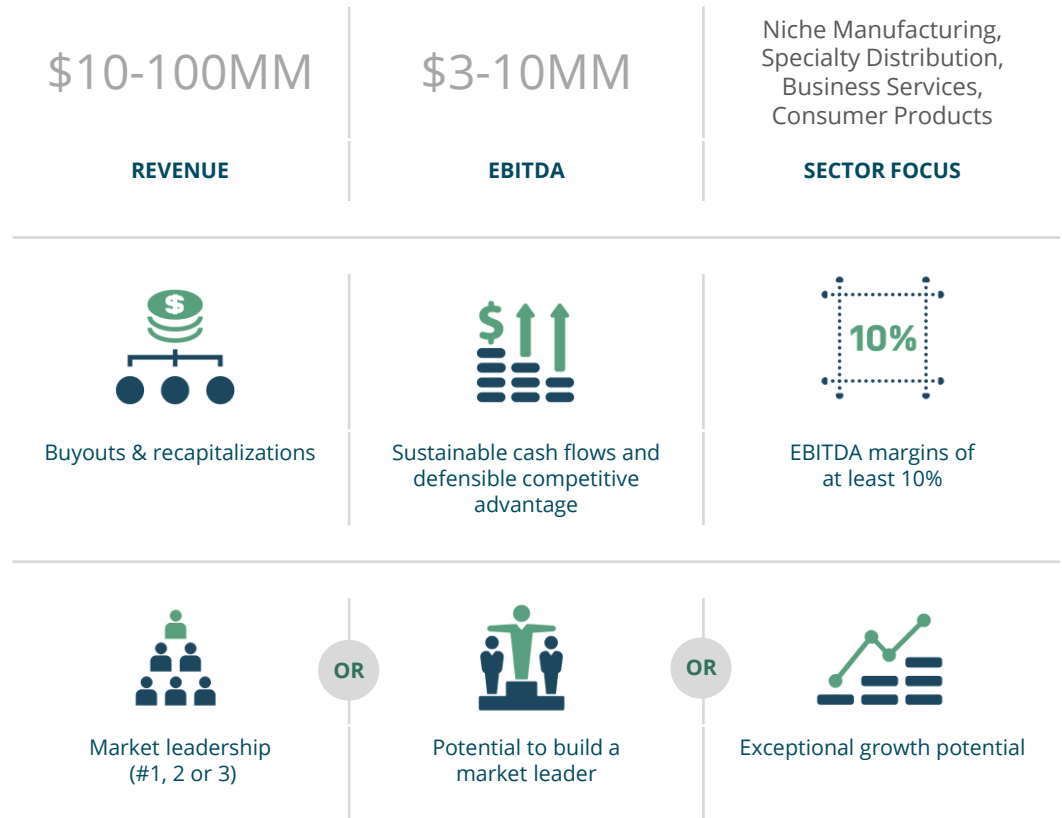 $10-100MM
REVENUE
$3-10MM
EBITDA
Niche Manufacturing,
Specialty Distribution,
Business Services,
Consumer Products
SECTOR FOCUS
$
Buyouts & recapitalizations
$
Sustainable cash flows and
defensible competitive
advantage
10%
EBITDA margins of
at least 10%
Market leadership
(#1, 2 or 3)
OR
Potential to build a
market leader
OR
Exceptional growth potential